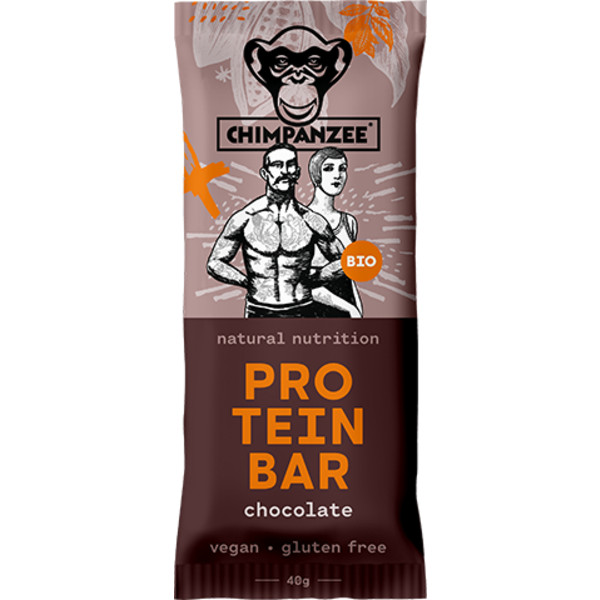 CHIMPANZEE®
BIO
natural nutrition
PRO
TEIN
BAR
chocolate
vegan • gluten free
40g